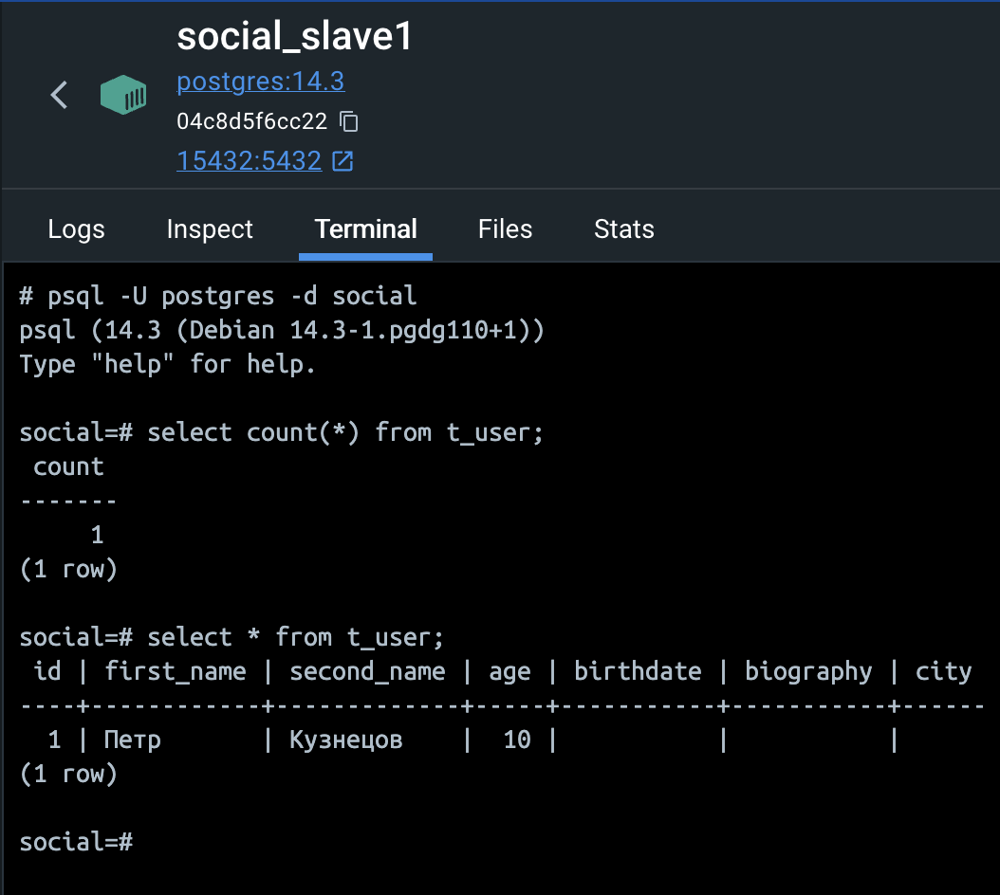 social_slave1
postgres:14.3
04c8d5f6cc22
15432:5432
Logs Inspect Terminal Files Stats
# psql -U postgres -d social
psql (14.3 (Debian 14.3-1.pgdg110+1))
Type "help" for help.
social=# select count(*) from t_user;
count
-------
1
(1 row)
social=# select * from t_user;
id | first_name | second_name | age | birthdate | biography | city
----+------------+-------------+-----+-----------+-----------+------
1 | Петр | Кузнецов | 10 | | |
(1 row)
social=#